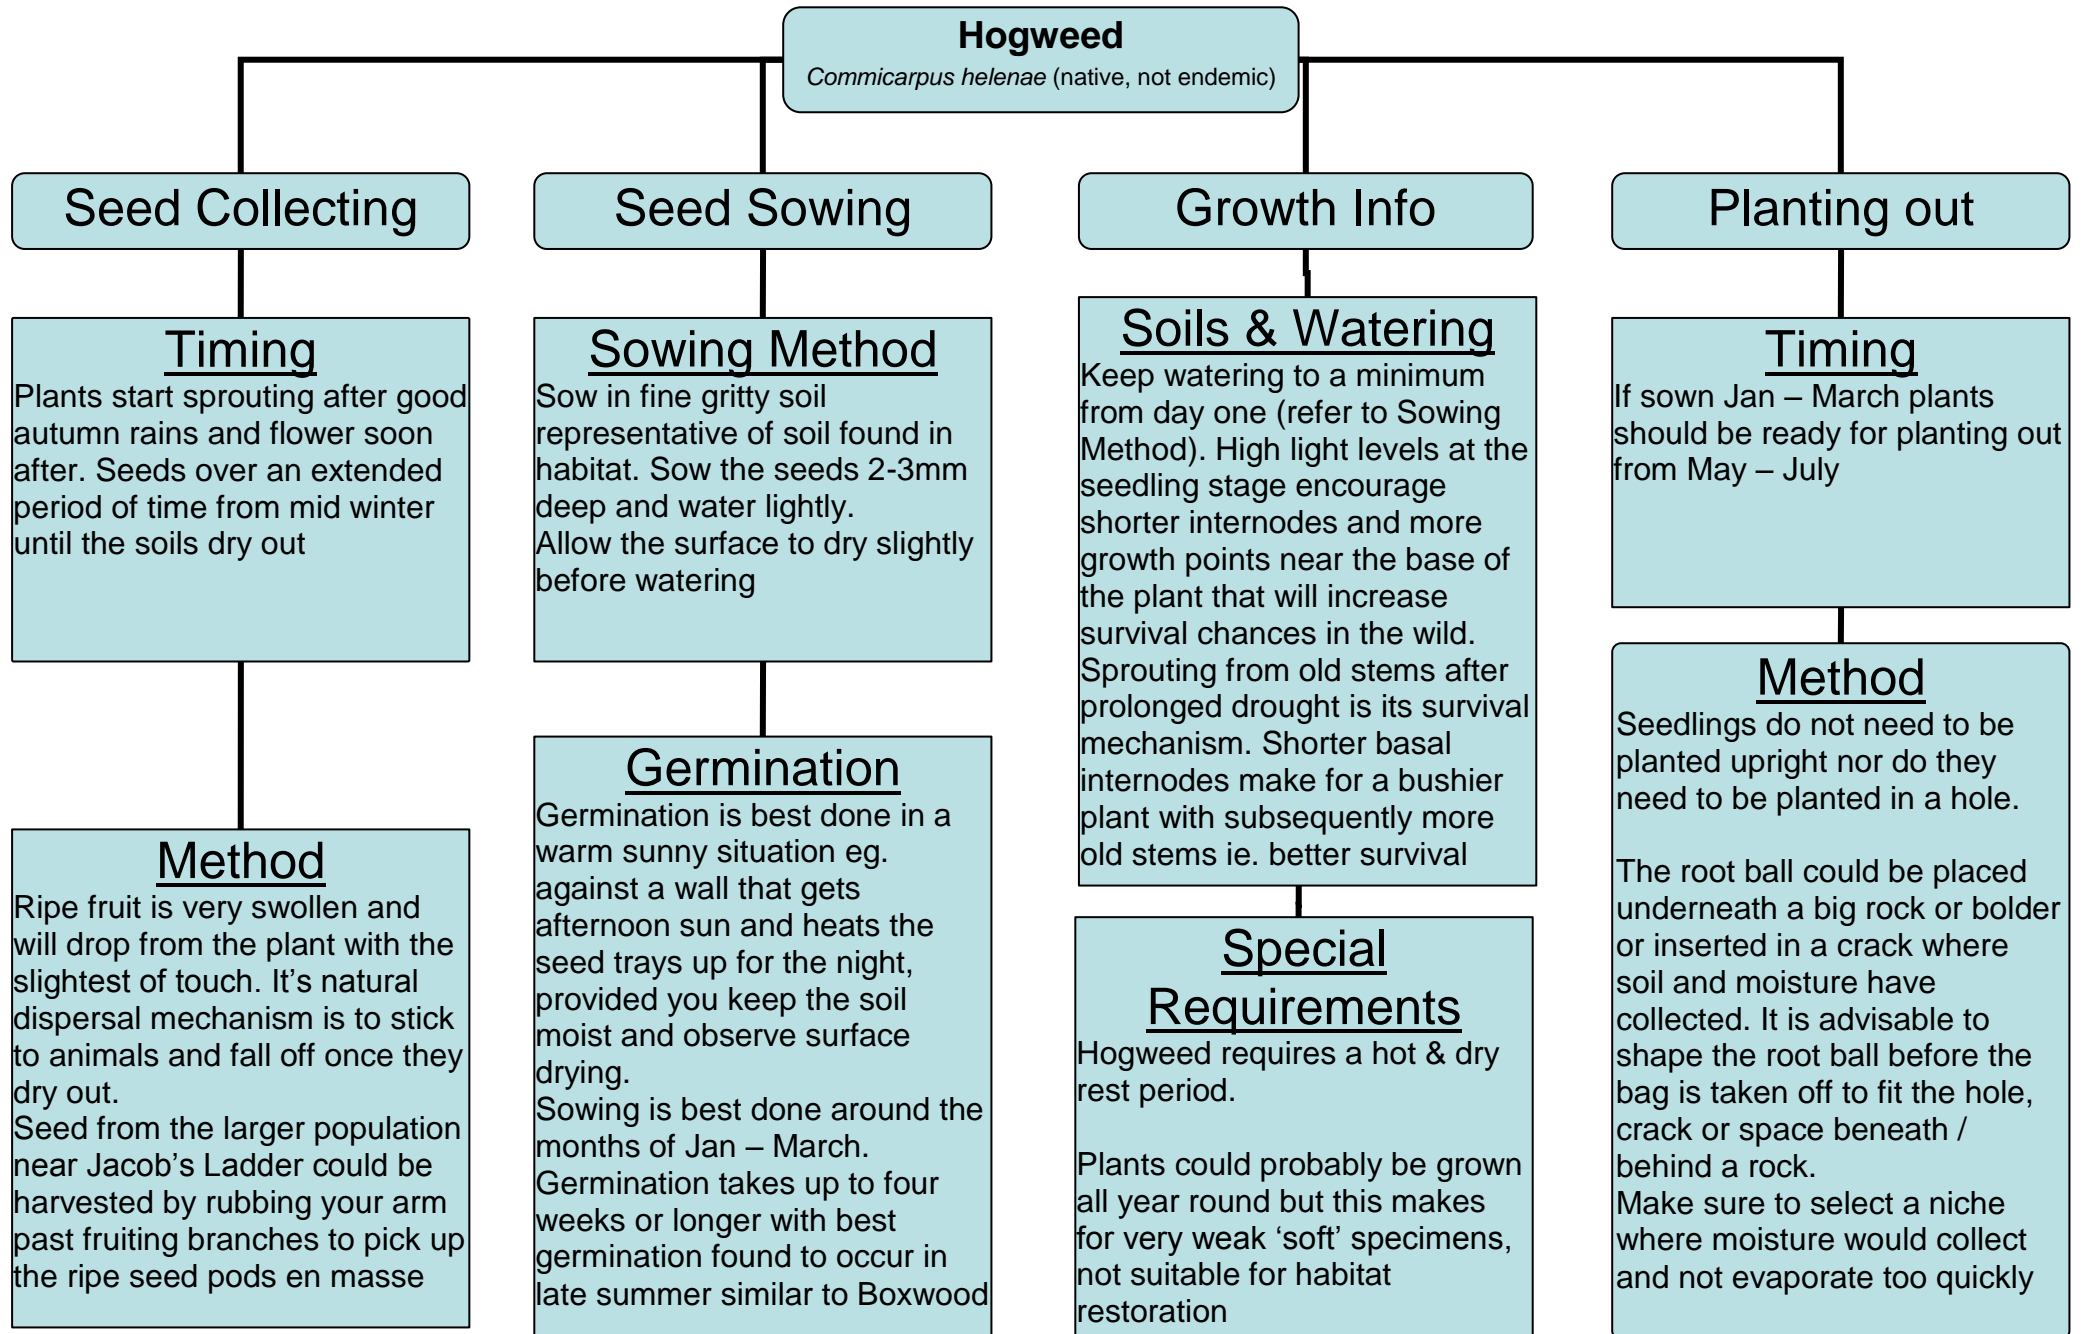 Hogweed
Commicarpus helenae (native, not endemic)
Seed Collecting
Timing
Plants start sprouting after good
autumn rains and flower soon
after. Seeds over an extended
period of time from mid winter
until the soils dry out
Method
Ripe fruit is very swollen and
will drop from the plant with the
slightest of touch. It’s natural
dispersal mechanism is to stick
to animals and fall off once they
dry out.
Seed from the larger population
near Jacob’s Ladder could be
harvested by rubbing your arm
past fruiting branches to pick up
the ripe seed pods en masse
Seed Sowing
Sowing Method
Sow in fine gritty soil
representative of soil found in
habitat. Sow the seeds 2-3mm
deep and water lightly.
Allow the surface to dry slightly
before watering
Germination
Germination is best done in a
warm sunny situation eg.
against a wall that gets
afternoon sun and heats the
seed trays up for the night,
provided you keep the soil
moist and observe surface
drying.
Sowing is best done around the
months of Jan – March.
Germination takes up to four
weeks or longer with best
germination found to occur in
late summer similar to Boxwood
Growth Info
Soils & Watering
Keep watering to a minimum
from day one (refer to Sowing
Method). High light levels at the
seedling stage encourage
shorter internodes and more
growth points near the base of
the plant that will increase
survival chances in the wild.
Sprouting from old stems after
prolonged drought is its survival
mechanism. Shorter basal
internodes make for a bushier
plant with subsequently more
old stems ie. better survival
Special
Requirements
Hogweed requires a hot & dry
rest period.
Plants could probably be grown
all year round but this makes
for very weak ‘soft’ specimens,
not suitable for habitat
restoration
Planting out
Timing
If sown Jan – March plants
should be ready for planting out
from May – July
Method
Seedlings do not need to be
planted upright nor do they
need to be planted in a hole.
The root ball could be placed
underneath a big rock or bolder
or inserted in a crack where
soil and moisture have
collected. It is advisable to
shape the root ball before the
bag is taken off to fit the hole,
crack or space beneath /
behind a rock.
Make sure to select a niche
where moisture would collect
and not evaporate too quickly